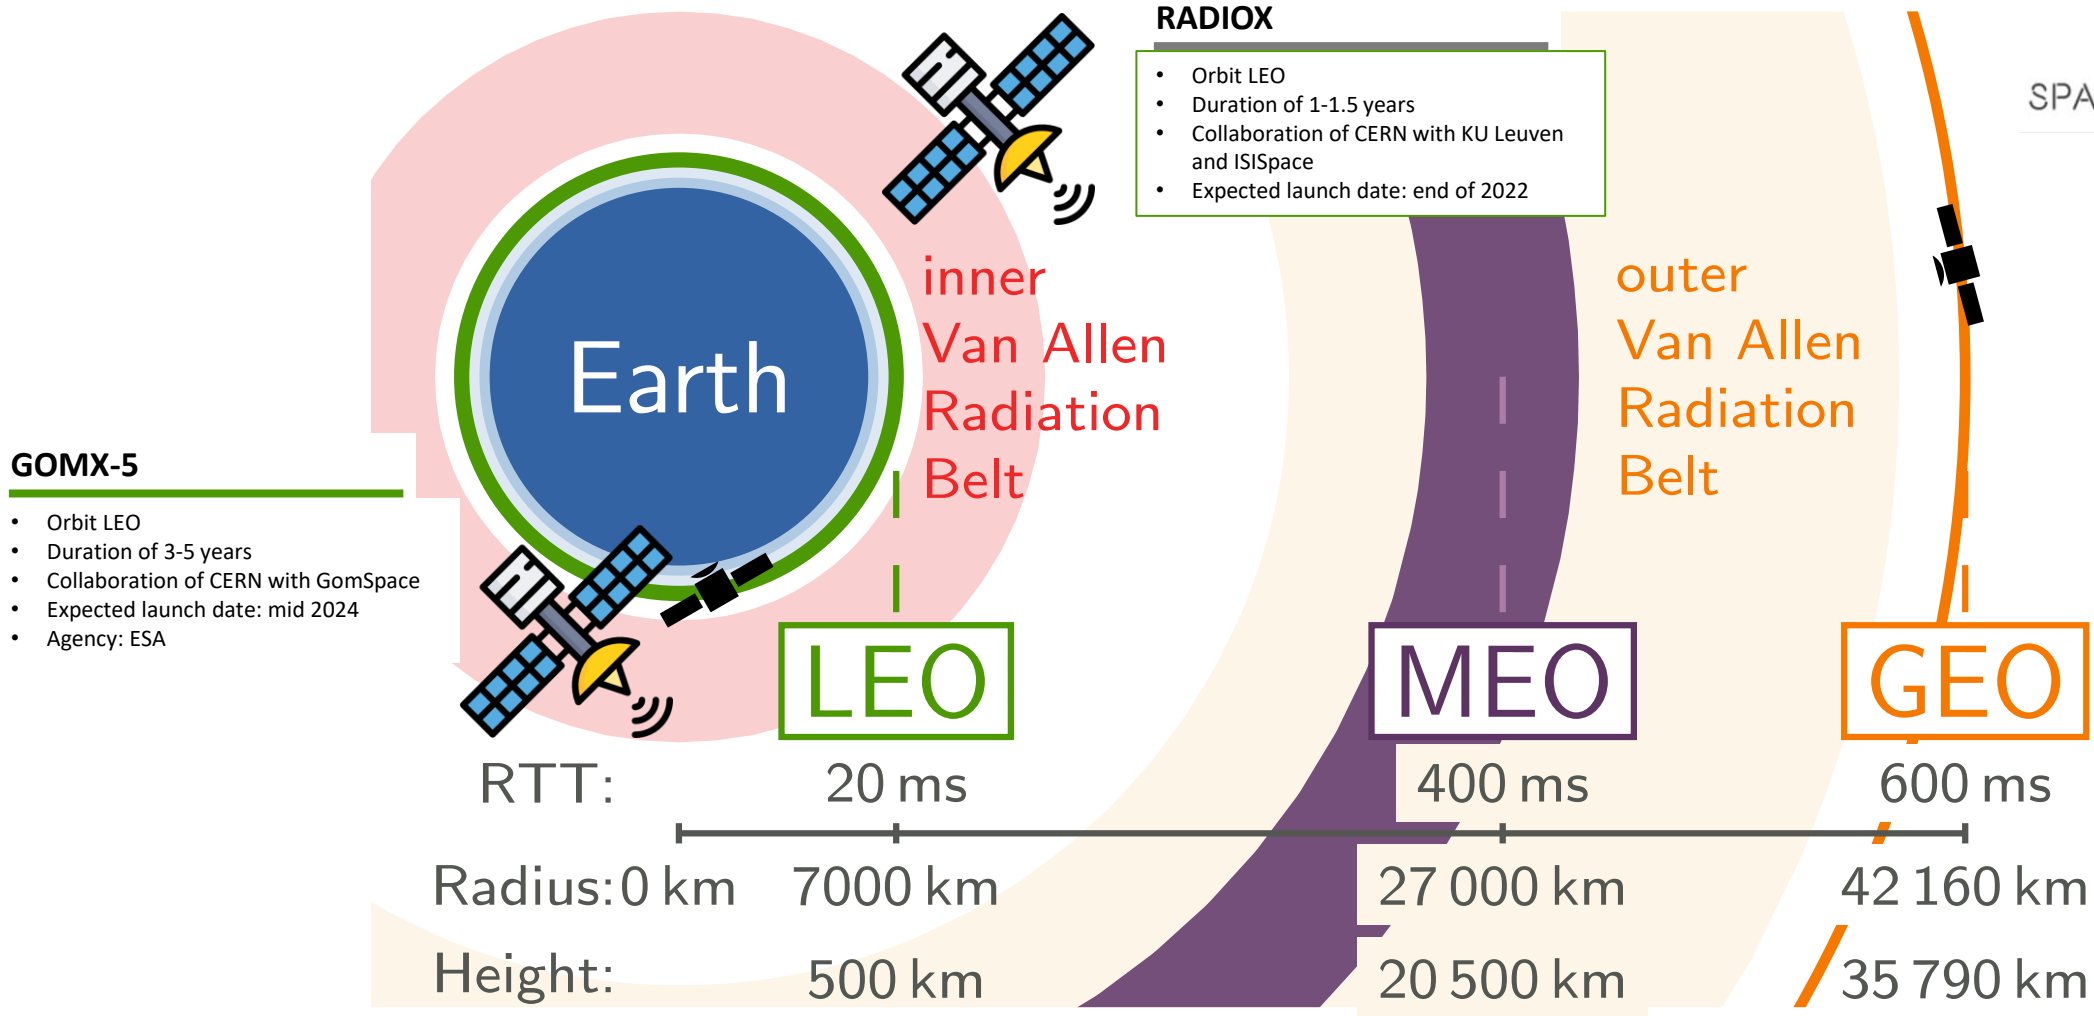 RADIOX
• Orbit LEO
• Duration of 1-1.5 years
• Collaboration of CERN with KU Leuven
and ISISpace
• Expected launch date: end of 2022
SPA
inner
Van Allen
Radiation
Belt
outer
Van Allen
Radiation
Belt
Earth
GOMX-5
• Orbit LEO
• Duration of 3-5 years
• Collaboration of CERN with GomSpace
• Expected launch date: mid 2024
• Agency: ESA
LEO
MEO
GEO
RTT: 20 ms 400 ms 600 ms
Radius: 0 km 7000 km 27 000 km 42 160 km
Height: 500 km 20 500 km 35 790 km